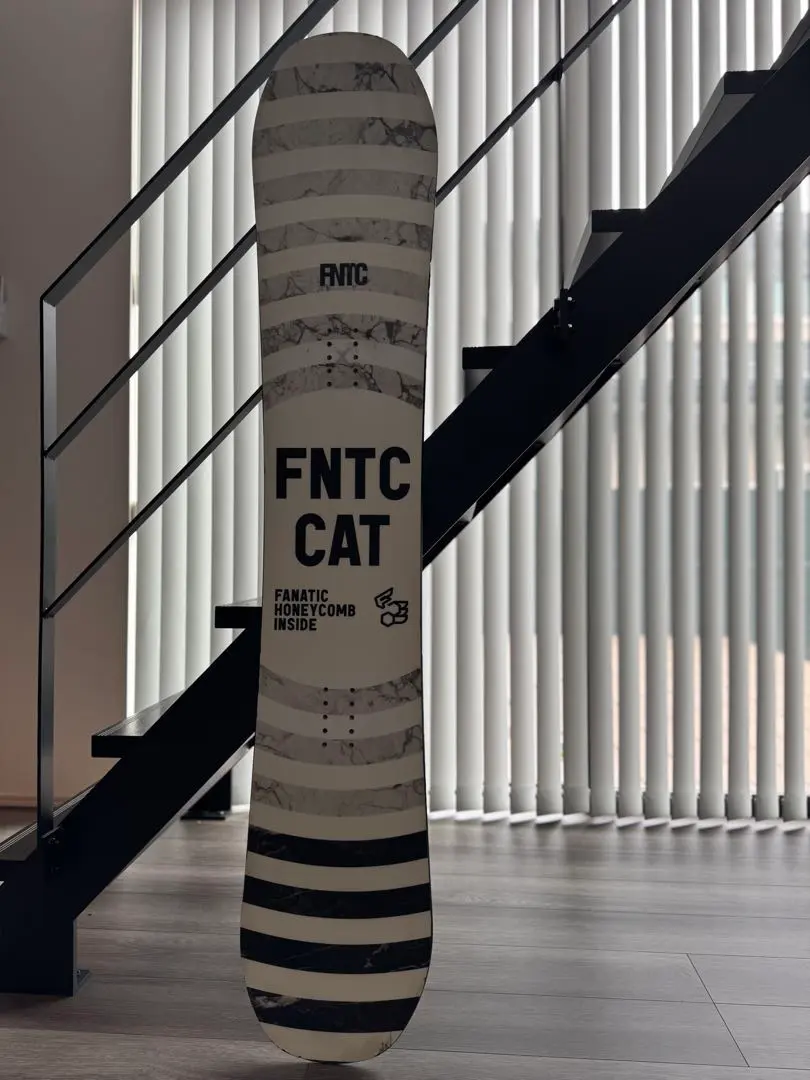 FNTC
FNTC
CAT
FANATIC
HONEYCOMB
INSIDE